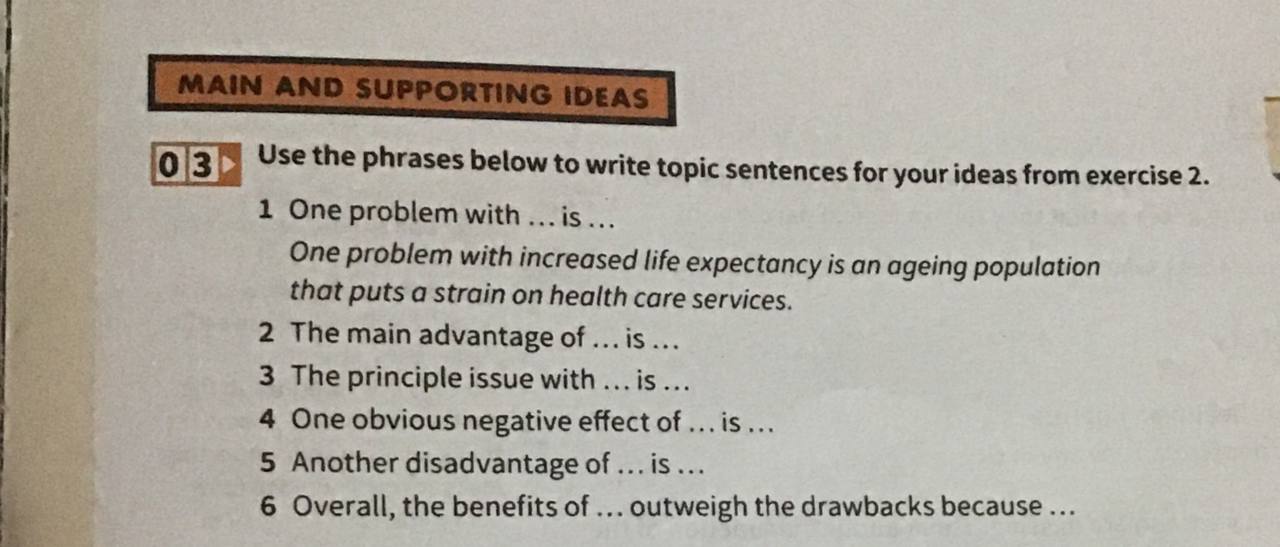 MAIN AND SUPPORTING IDEAS
03 Use the phrases below to write topic sentences for your ideas from exercise 2.
1 One problem with ... is ...
One problem with increased life expectancy is an ageing population
that puts a strain on health care services.
2 The main advantage of ... is ...
3 The principle issue with ... is ...
4 One obvious negative effect of ... is ...
5 Another disadvantage of ... is ...
6 Overall, the benefits of ... outweigh the drawbacks because ...